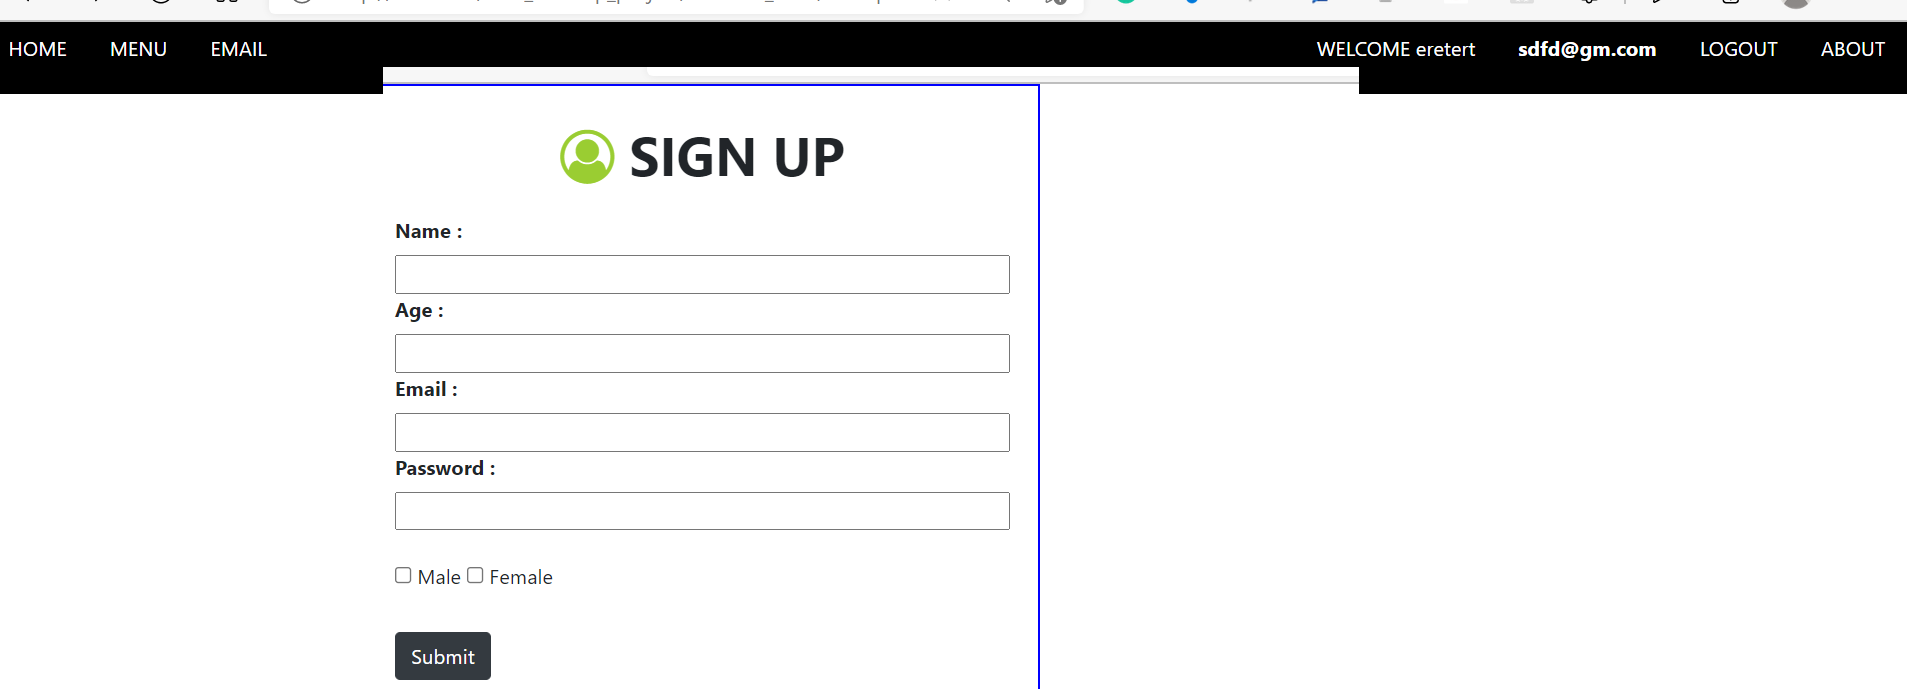 HOME MENU EMAIL WELCOME eretert sdfd@gm.com LOGOUT ABOUT
SIGN UP
Name :
Age :
Email :
Password :
Male Female
Submit